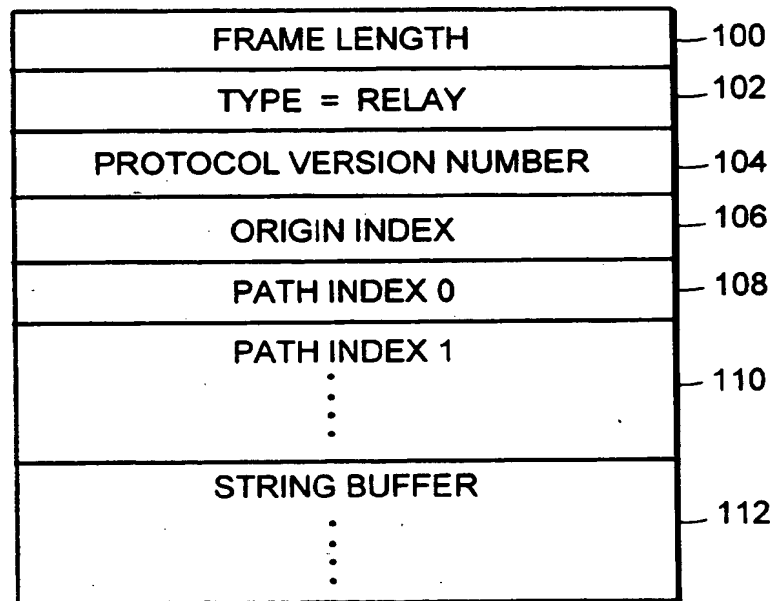 FRAME LENGTH 100
TYPE = RELAY 102
PROTOCOL VERSION NUMBER 104
ORIGIN INDEX 106
PATH INDEX 0 108
PATH INDEX 1
110
STRING BUFFER
112